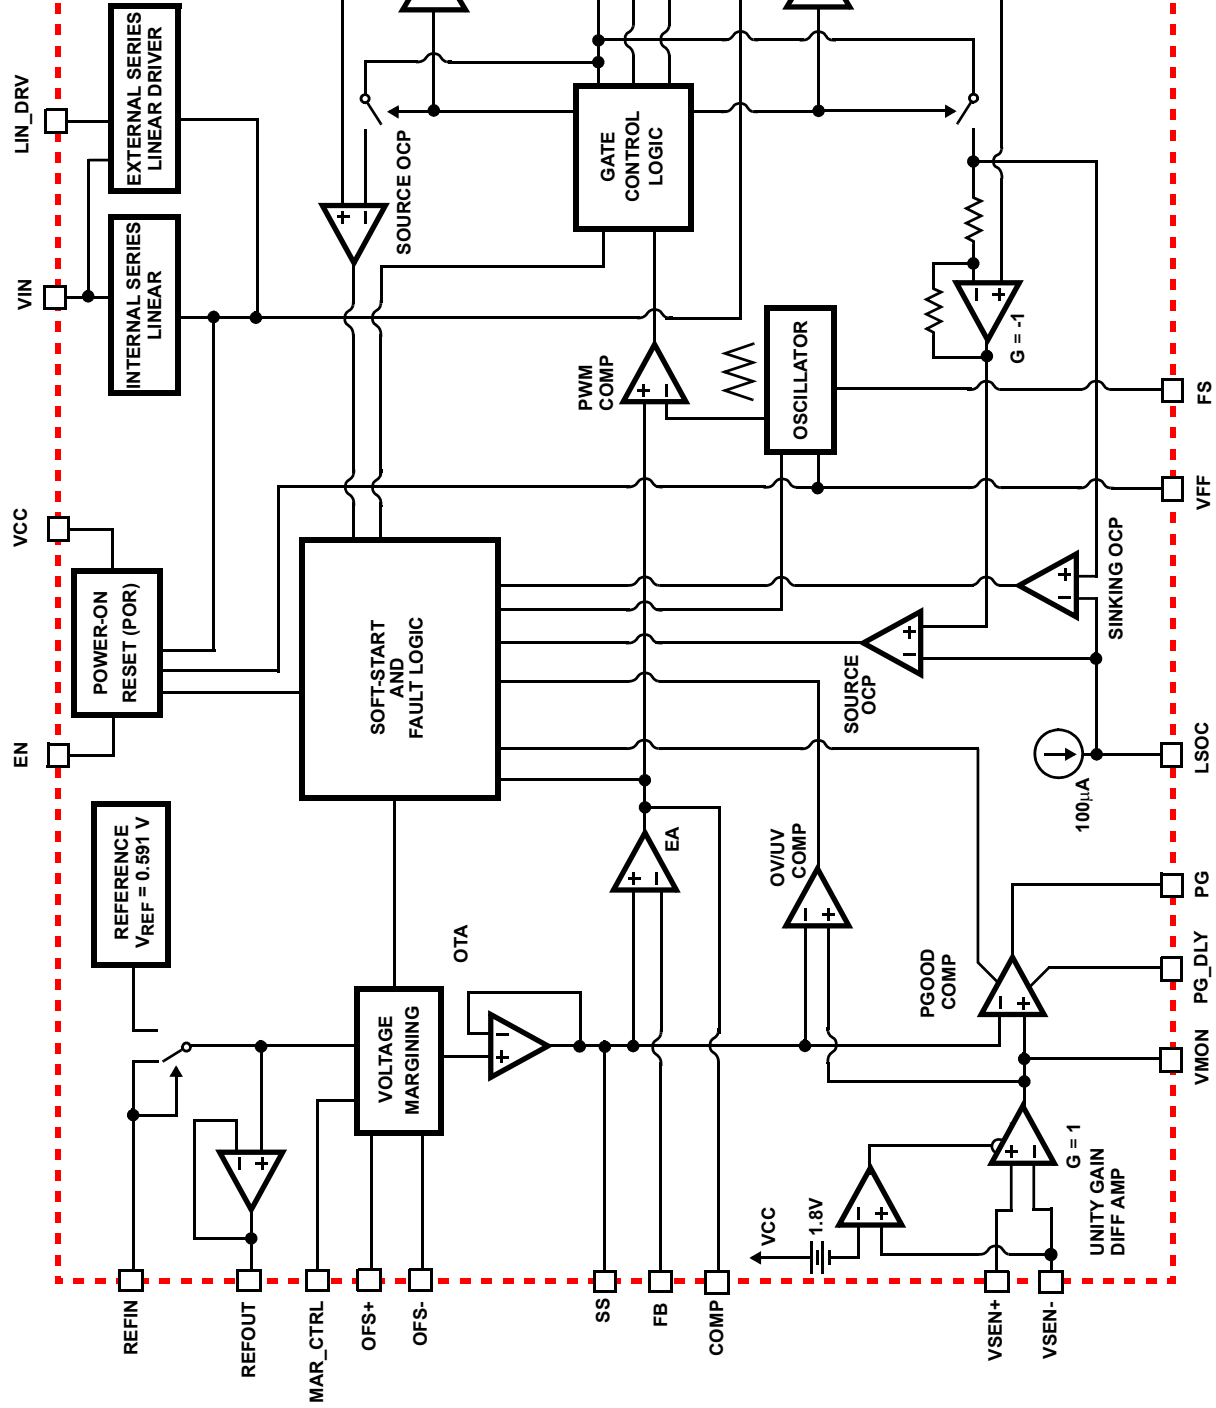 LIN_DRV
EXTERNAL SERIES
LINEAR DRIVER
VIN
INTERNAL SERIES
LINEAR
VCC
POWER-ON
RESET (POR)
EN
REFERENCE
VREF = 0.591 V
+
−
SOURCE OCP
GATE
CONTROL
LOGIC
PWM
COMP
+
−
OSCILLATOR
−
+
G = -1
FS
VFF
SOFT-START
AND
FAULT LOGIC
SINKING OCP
−
+
SOURCE
OCP
−
+
100µA
LSOC
EA
+
−
OV/UV
COMP
−
+
PGOOD
COMP
−
+
PG
PG_DLY
VMON
OTA
−
+
VOLTAGE
MARGINING
−
+
VCC
1.8V
−
+
+
−
G = 1
UNITY GAIN
DIFF AMP
REFIN
REFOUT
MAR_CTRL
OFS+
OFS-
SS
FB
COMP
VSEN+
VSEN-